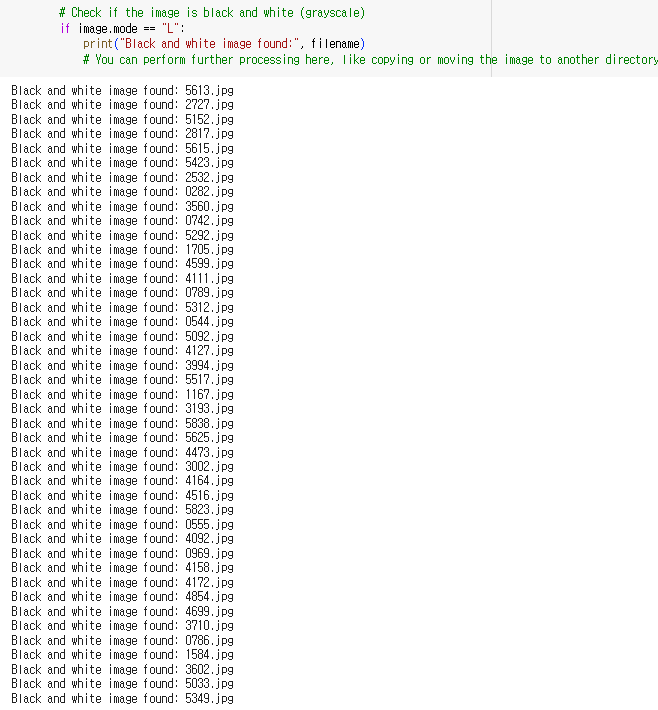 # Check if the image is black and white (grayscale)
if image.mode == "L":
print("Black and white image found:", filename)
# You can perform further processing here, like copying or moving the image to another directory
Black and white image found: 5613.jpg
Black and white image found: 2727.jpg
Black and white image found: 5152.jpg
Black and white image found: 2817.jpg
Black and white image found: 5615.jpg
Black and white image found: 5423.jpg
Black and white image found: 2532.jpg
Black and white image found: 0282.jpg
Black and white image found: 3560.jpg
Black and white image found: 0742.jpg
Black and white image found: 5292.jpg
Black and white image found: 1705.jpg
Black and white image found: 4599.jpg
Black and white image found: 4111.jpg
Black and white image found: 0789.jpg
Black and white image found: 5312.jpg
Black and white image found: 0544.jpg
Black and white image found: 5092.jpg
Black and white image found: 4127.jpg
Black and white image found: 3994.jpg
Black and white image found: 5517.jpg
Black and white image found: 1167.jpg
Black and white image found: 3193.jpg
Black and white image found: 5838.jpg
Black and white image found: 5625.jpg
Black and white image found: 4473.jpg
Black and white image found: 3002.jpg
Black and white image found: 4164.jpg
Black and white image found: 4516.jpg
Black and white image found: 5823.jpg
Black and white image found: 0555.jpg
Black and white image found: 4092.jpg
Black and white image found: 0969.jpg
Black and white image found: 4158.jpg
Black and white image found: 4172.jpg
Black and white image found: 4854.jpg
Black and white image found: 4699.jpg
Black and white image found: 3710.jpg
Black and white image found: 0786.jpg
Black and white image found: 1584.jpg
Black and white image found: 3602.jpg
Black and white image found: 5033.jpg
Black and white image found: 5349.jpg